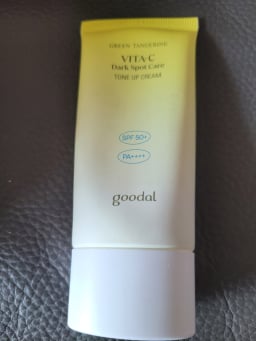 GREEN TANGERINE
VITA-C
Dark Spot Care
TONE UP CREAM
SPF 50+
PA++++
goodal